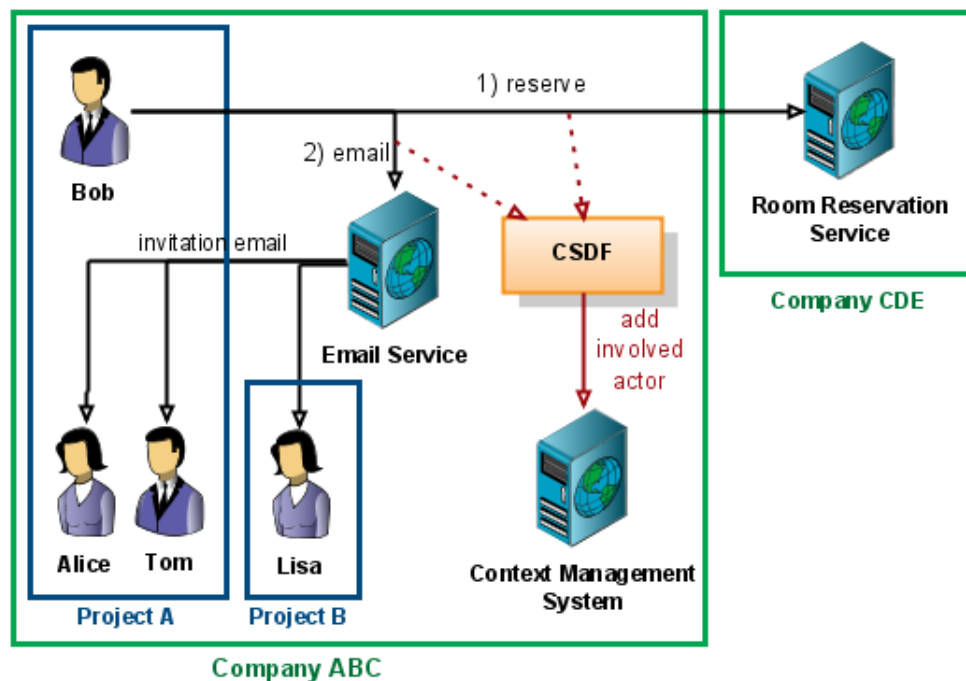 1) reserve
Bob
2) email
Room Reservation
Service
invitation email
CSDF
Company CDE
add
involved
actor
Email Service
Alice
Tom
Lisa
Context Management
System
Project A
Project B
Company ABC